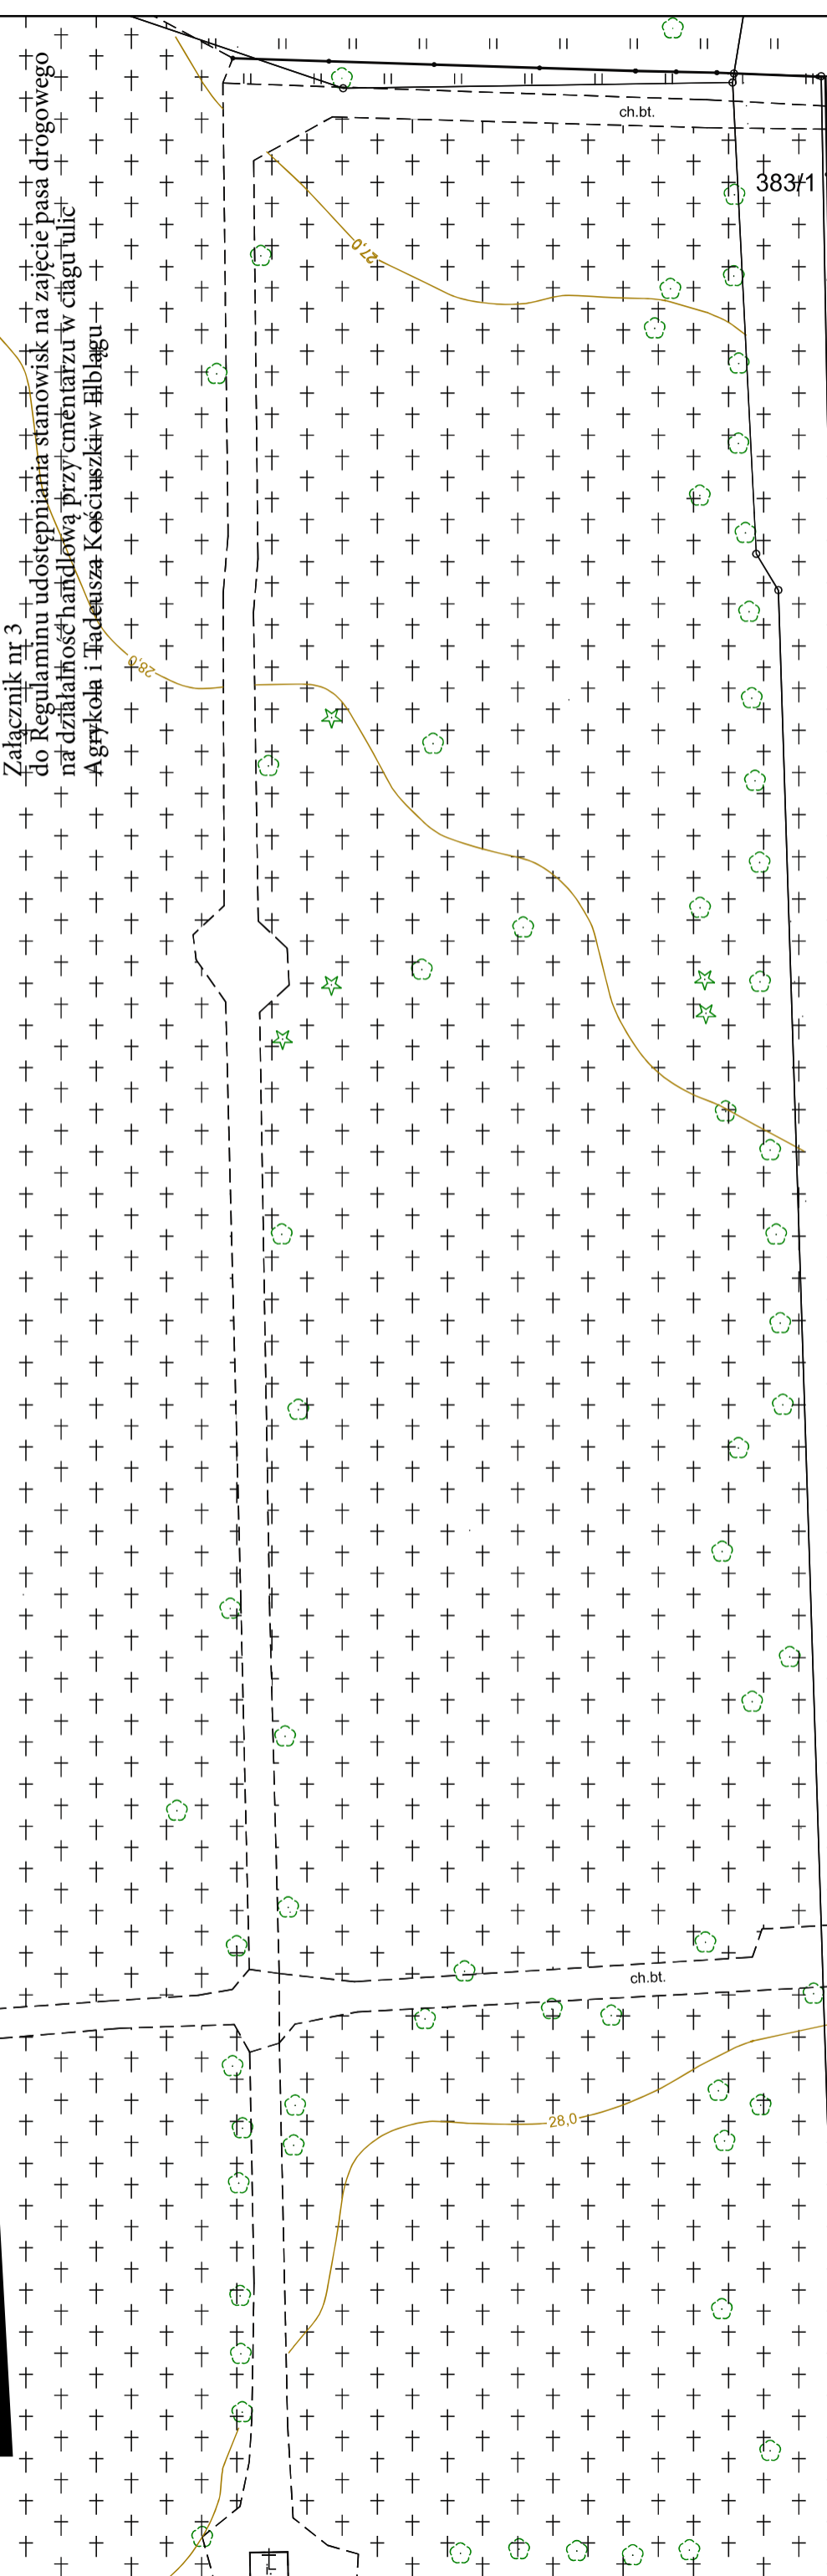 Załącznik nr 3
do Regulaminu udostępniania stanowisk na zajęcie pasa drogowego
na działalność handlową przy cmentarzu w ciągu ulic
Agrykola i Tadeusza Kościuszki w Elblągu
ch.bt.
383/1
27,0
28,0
ch.bt.
28,0